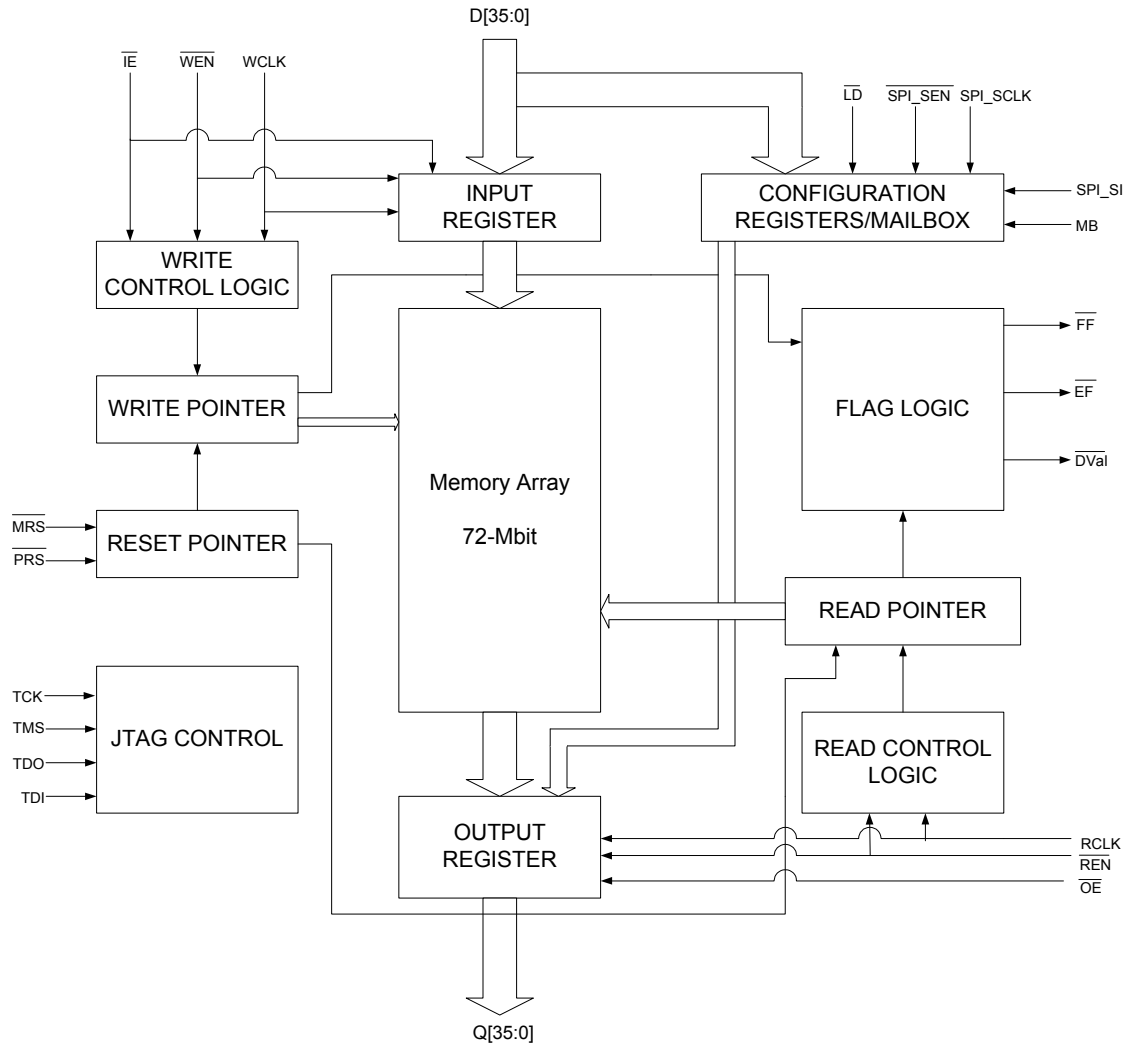 D[35:0]
IE
WEN
WCLK
LD
SPI_SEN
SPI_SCLK
INPUT
REGISTER
CONFIGURATION
REGISTERS/MAILBOX
SPI_SI
MB
WRITE
CONTROL LOGIC
FF
WRITE POINTER
EF
FLAG LOGIC
DVal
Memory Array
72-Mbit
MRS
PRS
RESET POINTER
READ POINTER
TCK
TMS
TDO
TDI
JTAG CONTROL
READ CONTROL
LOGIC
OUTPUT
REGISTER
RCLK
REN
OE
Q[35:0]